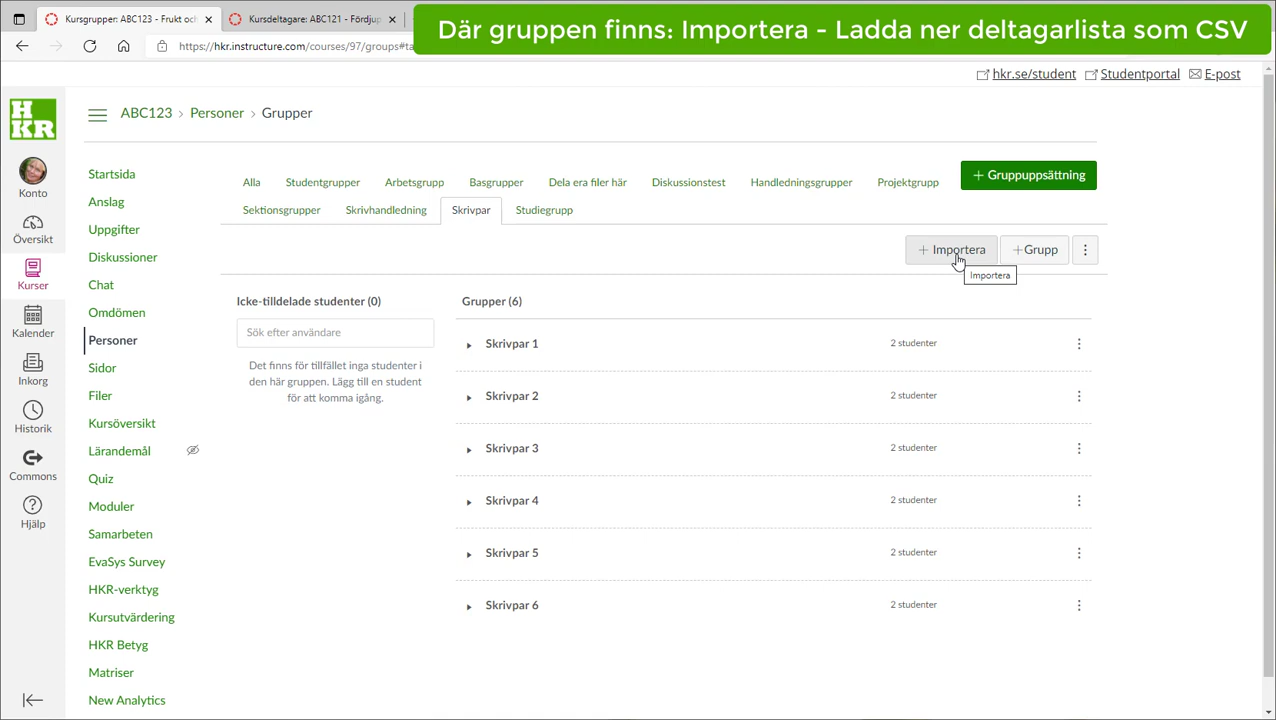 Kursgrupper: ABC123 - Frukt och
Kursdeltagare: ABC121 - Fördjup
Där gruppen finns: Importera - Ladda ner deltagarlista som CSV
https://hkr.instructure.com/courses/97/groups#ta
hkr.se/student
Studentportal
E-post
HKR
ABC123 › Personer › Grupper
Konto
Översikt
Kurser
Kalender
Inkorg
Historik
Commons
Hjälp
Startsida
Anslag
Uppgifter
Diskussioner
Chat
Omdömen
Personer
Sidor
Filer
Kursöversikt
Lärandemål
Quiz
Moduler
Samarbeten
EvaSys Survey
HKR-verktyg
Kursutvärdering
HKR Betyg
Matriser
New Analytics
Alla Studentgrupper Arbetsgrupp Basgrupper Dela era filer här Diskussionstest Handledningsgrupper Projektgrupp
+ Gruppuppsättning
Sektionsgrupper Skrivhandledning Skrivpar Studiegrupp
+ Importera
+Grupp
Importera
Icke-tilldelade studenter (0)
Sök efter användare
Det finns för tillfället inga studenter i
den här gruppen. Lägg till en student
för att komma igång.
Grupper (6)
Skrivpar 1 2 studenter
Skrivpar 2 2 studenter
Skrivpar 3 2 studenter
Skrivpar 4 2 studenter
Skrivpar 5 2 studenter
Skrivpar 6 2 studenter